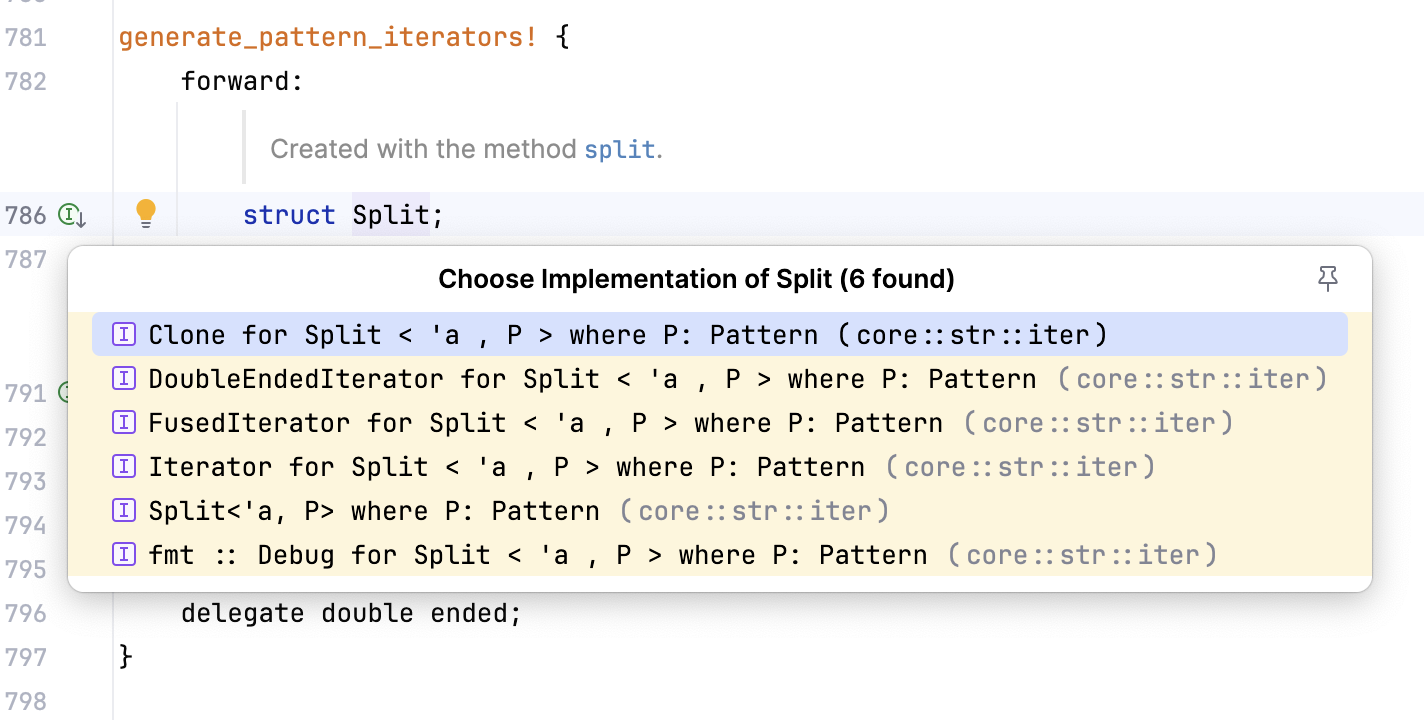 781 generate_pattern_iterators! {
782 forward:
Created with the method split.
786 struct Split;
787
Choose Implementation of Split (6 found)
Clone for Split < 'a , P > where P: Pattern (core::str::iter)
791 DoubleEndedIterator for Split < 'a , P > where P: Pattern (core::str::iter)
792 FusedIterator for Split < 'a , P > where P: Pattern (core::str::iter)
793 Iterator for Split < 'a , P > where P: Pattern (core::str::iter)
794 Split<'a, P> where P: Pattern (core::str::iter)
795 fmt :: Debug for Split < 'a , P > where P: Pattern (core::str::iter)
796 delegate double ended;
797 }
798